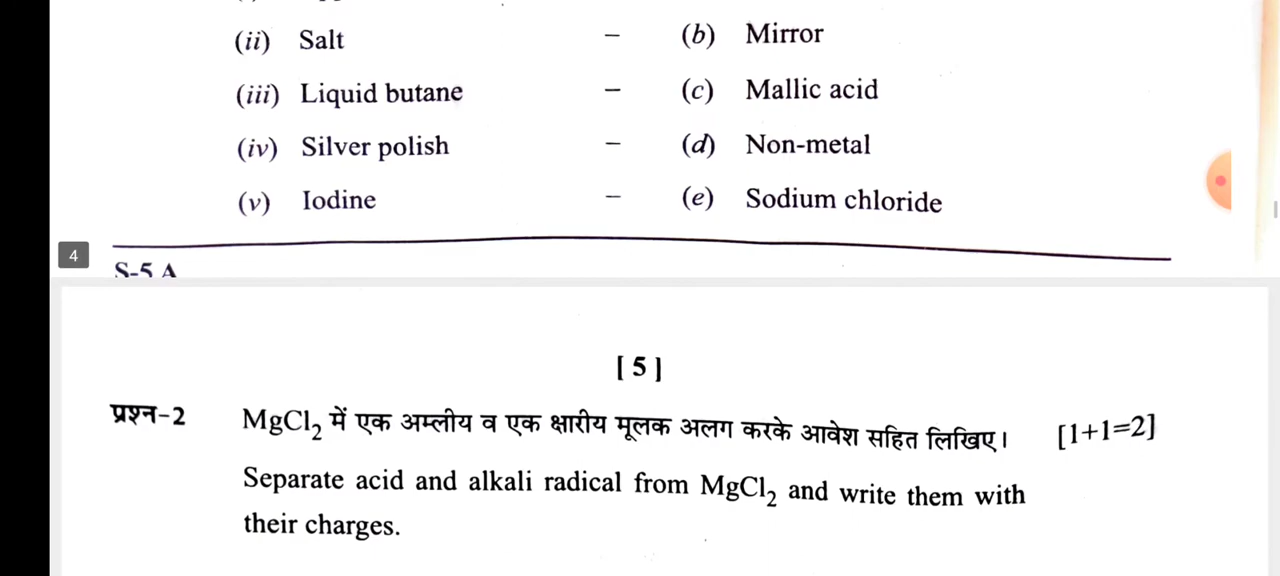 (ii) Salt – (b) Mirror
(iii) Liquid butane – (c) Mallic acid
(iv) Silver polish – (d) Non-metal
(v) Iodine – (e) Sodium chloride
4
S-5 A
[ 5 ]
प्रश्न-2 MgCl₂ में एक अम्लीय व एक क्षारीय मूलक अलग करके आवेश सहित लिखिए। [1+1=2]
Separate acid and alkali radical from MgCl₂ and write them with
their charges.